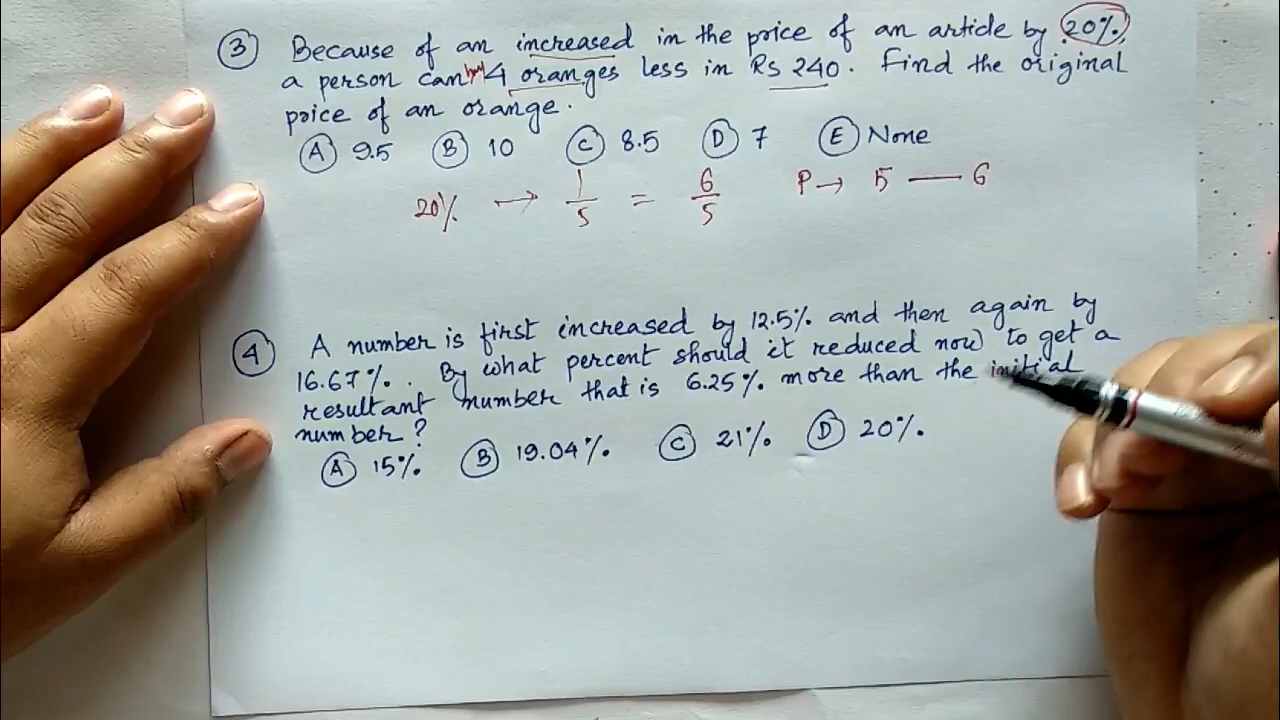 3 Because of an increased in the price of an article by 20%.
a person can buy 4 oranges less in Rs 240. Find the original
price of an orange.
A 9.5 B 10 C 8.5 D 7 E None
20% → 1/5 = 6/5 P → 5 — 6
4 A number is first increased by 12.5% and then again by
16.67%. By what percent should it reduced now to get a
resultant number that is 6.25% more than the initial
number?
A 15% B 19.04% C 21% D 20%.